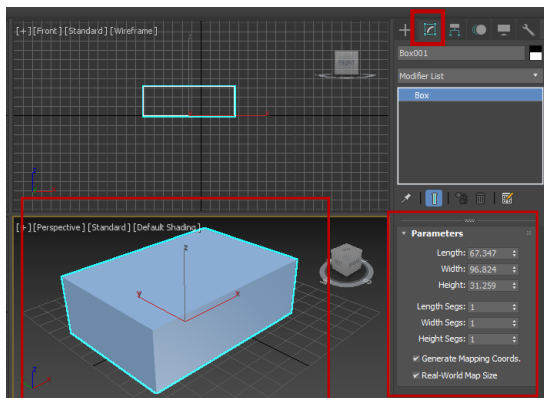 [+] [Front] [Standard] [Wireframe]
FRONT
x
z
Box001
Modifier List
Box
[+] [Perspective] [Standard] [Default Shading]
z
y
x
z
x
Parameters
Length: 67.347
Width: 96.824
Height: 31.259
Length Segs: 1
Width Segs: 1
Height Segs: 1
Generate Mapping Coords.
Real-World Map Size